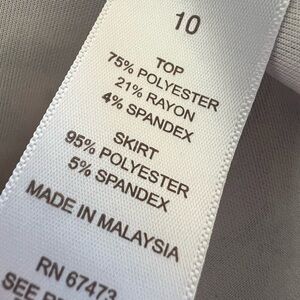 10
TOP
75% POLYESTER
21% RAYON
4% SPANDEX
SKIRT
95% POLYESTER
5% SPANDEX
MADE IN MALAYSIA
RN 67473
SEE